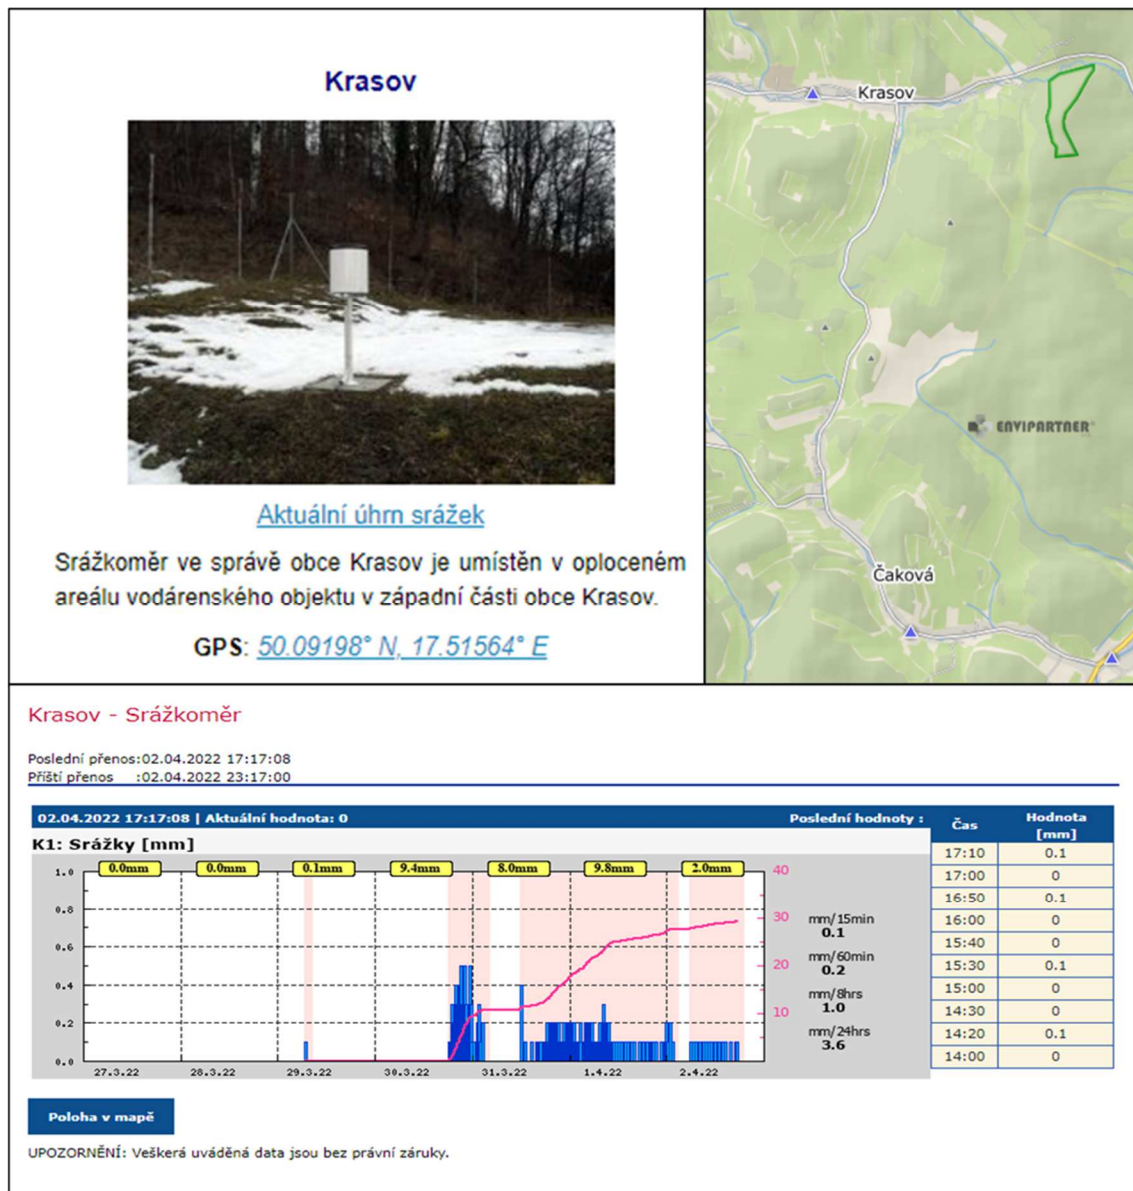 Krasov
Aktuální úhrn srážek
Srážkoměr ve správě obce Krasov je umístěn v oploceném
areálu vodárenského objektu v západní části obce Krasov.
GPS: 50.09198° N, 17.51564° E
Krasov
ENVIPARTNER
Čaková
Krasov - Srážkoměr
Poslední přenos:02.04.2022 17:17:08
Příští přenos :02.04.2022 23:17:00
02.04.2022 17:17:08 | Aktuální hodnota: 0 Poslední hodnoty :
K1: Srážky [mm]
0.0mm 0.0mm 0.1mm 9.4mm 8.0mm 9.8mm 2.0mm
1.0
0.8
0.6
0.4
0.2
0.0
40
30
20
10
27.3.22 28.3.22 29.3.22 30.3.22 31.3.22 1.4.22 2.4.22
mm/15min
0.1
mm/60min
0.2
mm/8hrs
1.0
mm/24hrs
3.6
Čas Hodnota [mm]
17:10 0.1
17:00 0
16:50 0.1
16:00 0
15:40 0
15:30 0.1
15:00 0
14:30 0
14:20 0.1
14:00 0
Poloha v mapě
UPOZORNĚNÍ: Veškerá uváděná data jsou bez právní záruky.